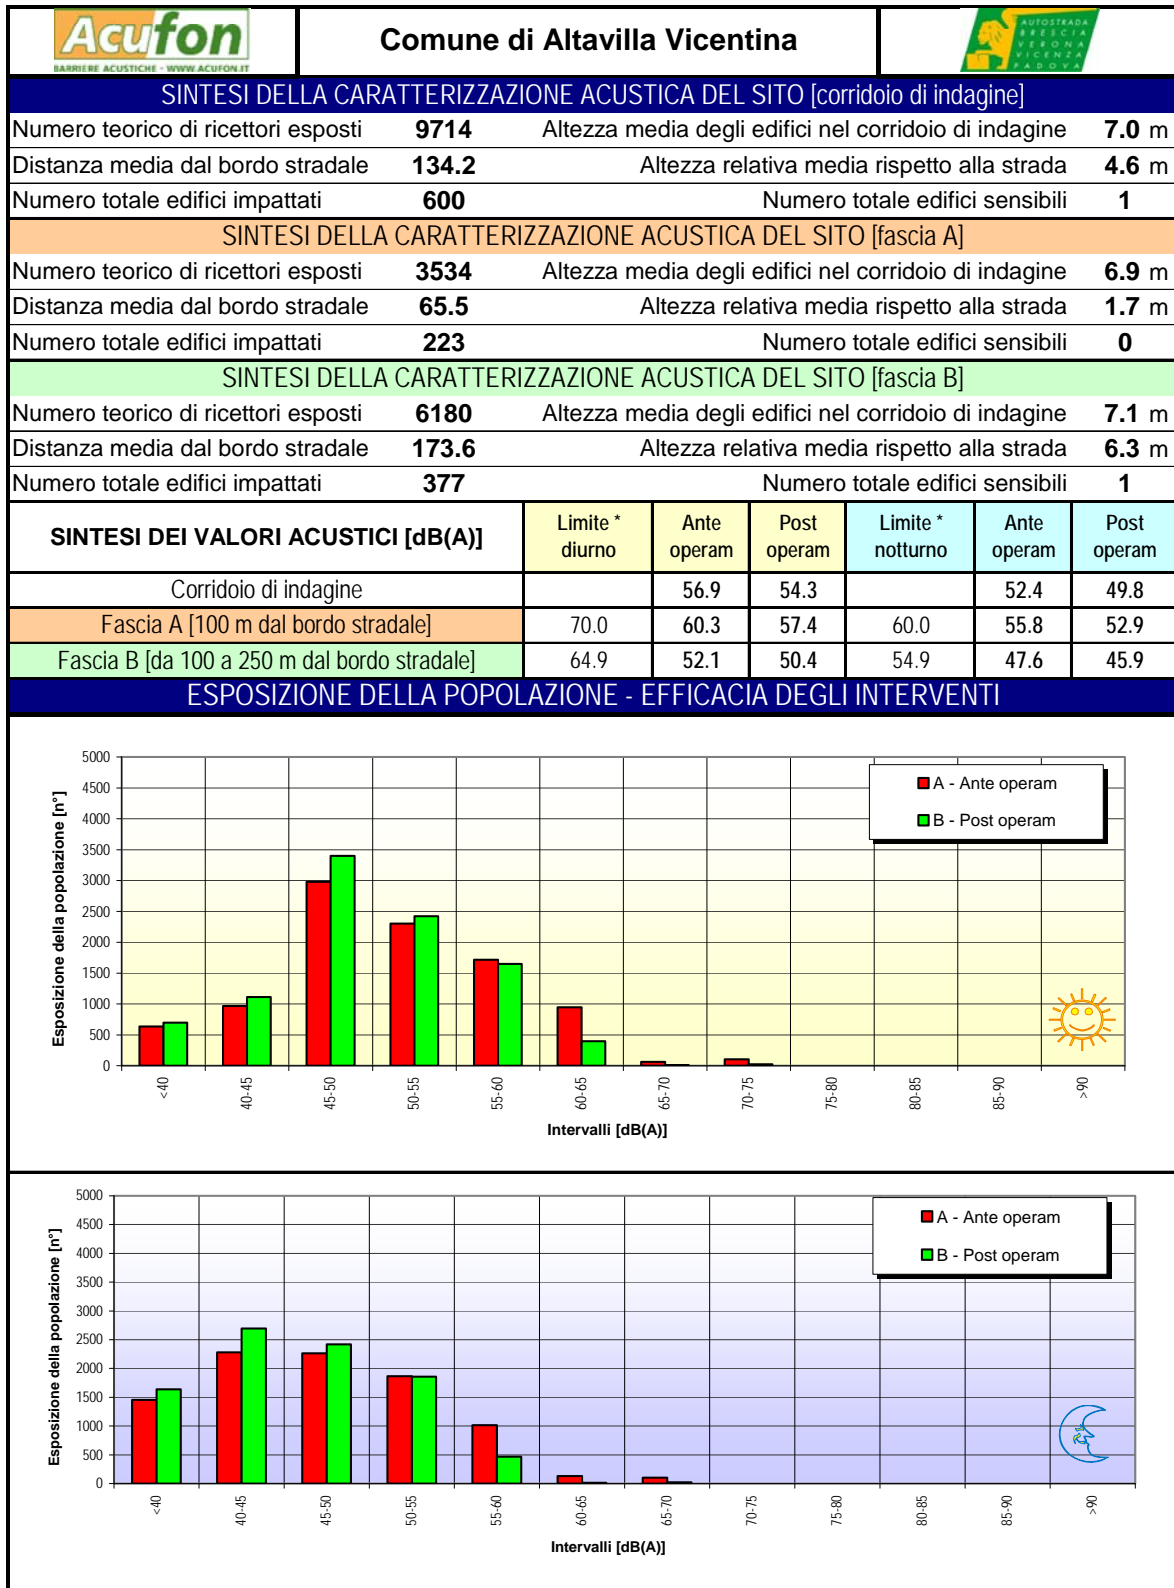 Acufon
BARRIERE ACUSTICHE - WWW.ACUFON.IT
Comune di Altavilla Vicentina
AUTOSTRADA
BRESCIA
VERONA
VICENZA
PADOVA
SINTESI DELLA CARATTERIZZAZIONE ACUSTICA DEL SITO [corridoio di indagine]
Numero teorico di ricettori esposti 9714 Altezza media degli edifici nel corridoio di indagine 7.0 m
Distanza media dal bordo stradale 134.2 Altezza relativa media rispetto alla strada 4.6 m
Numero totale edifici impattati 600 Numero totale edifici sensibili 1
SINTESI DELLA CARATTERIZZAZIONE ACUSTICA DEL SITO [fascia A]
Numero teorico di ricettori esposti 3534 Altezza media degli edifici nel corridoio di indagine 6.9 m
Distanza media dal bordo stradale 65.5 Altezza relativa media rispetto alla strada 1.7 m
Numero totale edifici impattati 223 Numero totale edifici sensibili 0
SINTESI DELLA CARATTERIZZAZIONE ACUSTICA DEL SITO [fascia B]
Numero teorico di ricettori esposti 6180 Altezza media degli edifici nel corridoio di indagine 7.1 m
Distanza media dal bordo stradale 173.6 Altezza relativa media rispetto alla strada 6.3 m
Numero totale edifici impattati 377 Numero totale edifici sensibili 1
SINTESI DEI VALORI ACUSTICI [dB(A)] Limite * diurno Ante operam Post operam Limite * notturno Ante operam Post operam
Corridoio di indagine 56.9 54.3 52.4 49.8
Fascia A [100 m dal bordo stradale] 70.0 60.3 57.4 60.0 55.8 52.9
Fascia B [da 100 a 250 m dal bordo stradale] 64.9 52.1 50.4 54.9 47.6 45.9
ESPOSIZIONE DELLA POPOLAZIONE - EFFICACIA DEGLI INTERVENTI
Esposizione della popolazione [n°]
5000
4500
4000
3500
3000
2500
2000
1500
1000
500
0
A - Ante operam
B - Post operam
<40 40-45 45-50 50-55 55-60 60-65 65-70 70-75 75-80 80-85 85-90 >90
Intervalli [dB(A)]
Esposizione della popolazione [n°]
5000
4500
4000
3500
3000
2500
2000
1500
1000
500
0
A - Ante operam
B - Post operam
<40 40-45 45-50 50-55 55-60 60-65 65-70 70-75 75-80 80-85 85-90 >90
Intervalli [dB(A)]